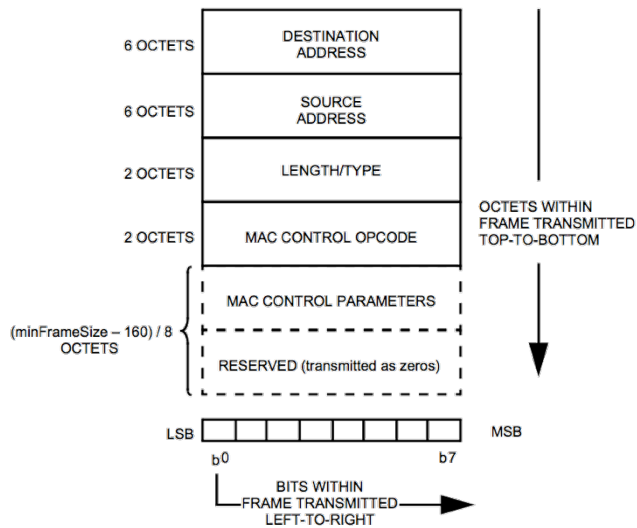 6 OCTETS
DESTINATION
ADDRESS
6 OCTETS
SOURCE
ADDRESS
2 OCTETS
LENGTH/TYPE
2 OCTETS
MAC CONTROL OPCODE
OCTETS WITHIN
FRAME TRANSMITTED
TOP-TO-BOTTOM
(minFrameSize – 160) / 8
OCTETS
MAC CONTROL PARAMETERS
RESERVED (transmitted as zeros)
LSB
MSB
b0
b7
BITS WITHIN
FRAME TRANSMITTED
LEFT-TO-RIGHT